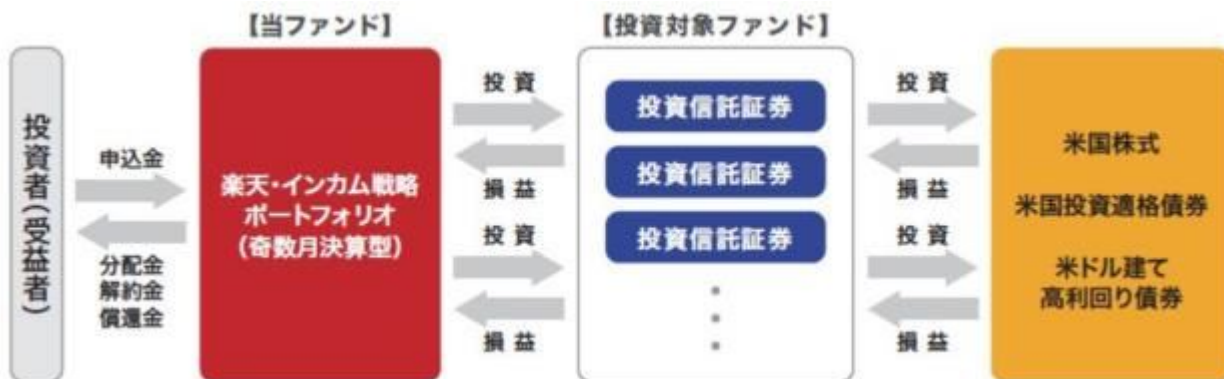 【当ファンド】
【投資対象ファンド】
投資者(受益者)
申込金
分配金
解約金
償還金
楽天・インカム戦略
ポートフォリオ
(奇数月決算型)
投 資
損 益
投 資
損 益
投資信託証券
投資信託証券
投資信託証券
投 資
損 益
投 資
損 益
米国株式
米国投資適格債券
米ドル建て
高利回り債券